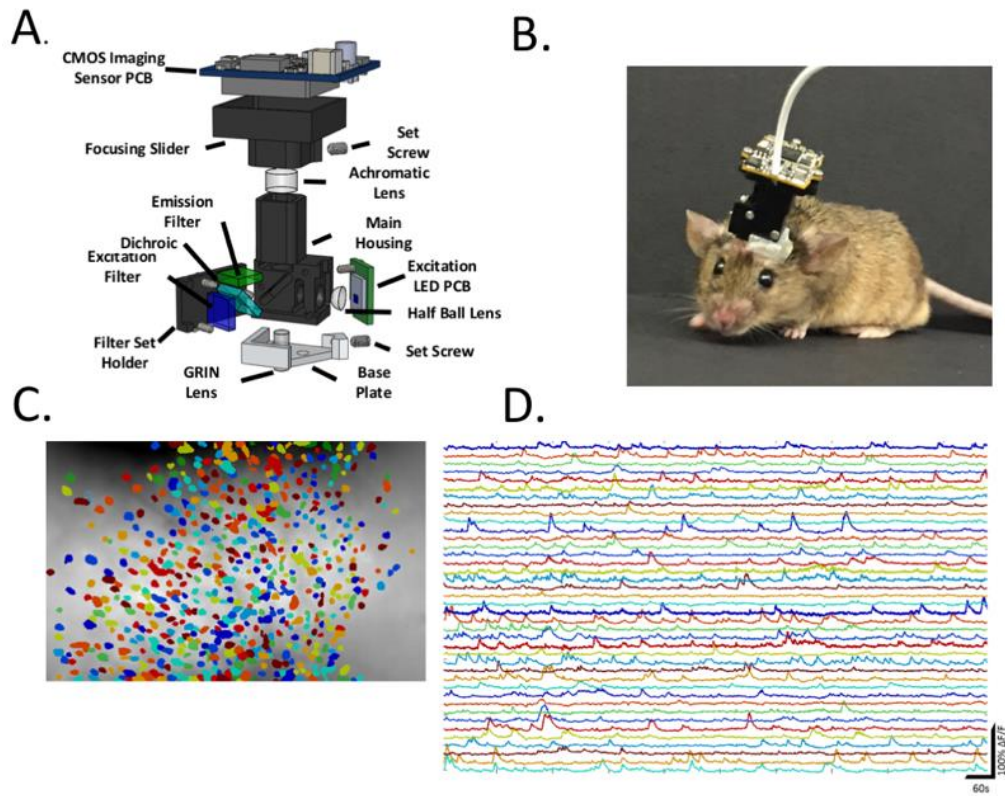 A.
CMOS Imaging
Sensor PCB
Focusing Slider
Set
Screw
Achromatic
Lens
Emission
Filter
Dichroic
Excitation
Filter
Main
Housing
Excitation
LED PCB
Half Ball Lens
Filter Set
Holder
Set Screw
GRIN
Lens
Base
Plate
B.
C.
D.
100% ΔF/F
60s